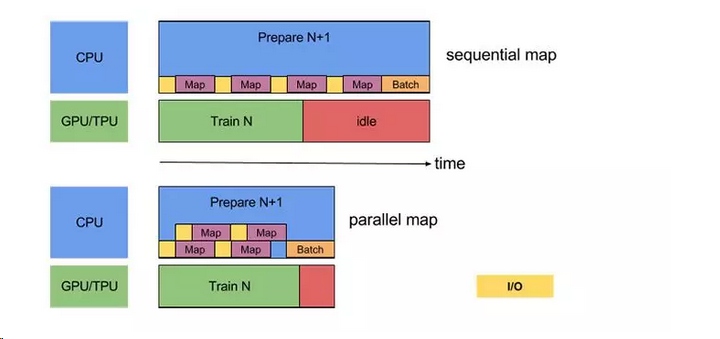 CPU
Prepare N+1
sequential map
Map
Map
Map
Map
Batch
GPU/TPU
Train N
idle
time
CPU
Prepare N+1
parallel map
Map
Map
Map
Map
Batch
GPU/TPU
Train N
I/O